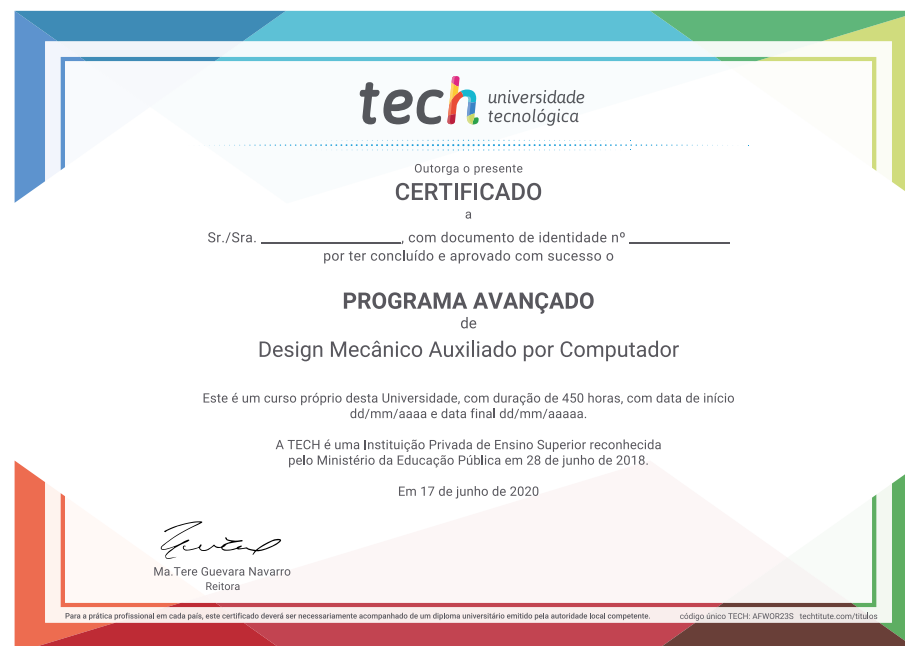 tech universidade
tecnológica
Outorga o presente
CERTIFICADO
a
Sr./Sra. ____________, com documento de identidade nº ____________
por ter concluído e aprovado com sucesso o
PROGRAMA AVANÇADO
de
Design Mecânico Auxiliado por Computador
Este é um curso próprio desta Universidade, com duração de 450 horas, com data de início
dd/mm/aaaa e data final dd/mm/aaaaa.
A TECH é uma Instituição Privada de Ensino Superior reconhecida
pelo Ministério da Educação Pública em 28 de junho de 2018.
Em 17 de junho de 2020
Ma.Tere Guevara Navarro
Reitora
Para a prática profissional em cada país, este certificado deverá ser necessariamente acompanhado de um diploma universitário emitido pela autoridade local competente. código único TECH: AFWOR23S techtitute.com/titulos